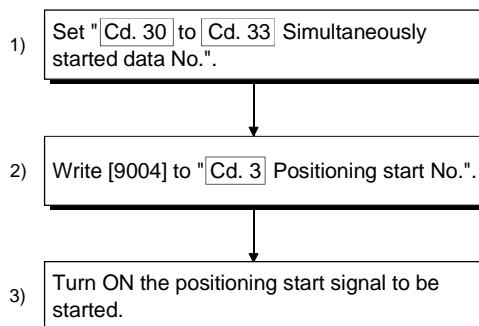 1)
Set "Cd. 30 to Cd. 33 Simultaneously
started data No.".
2)
Write [9004] to "Cd. 3 Positioning start No.".
3)
Turn ON the positioning start signal to be
started.